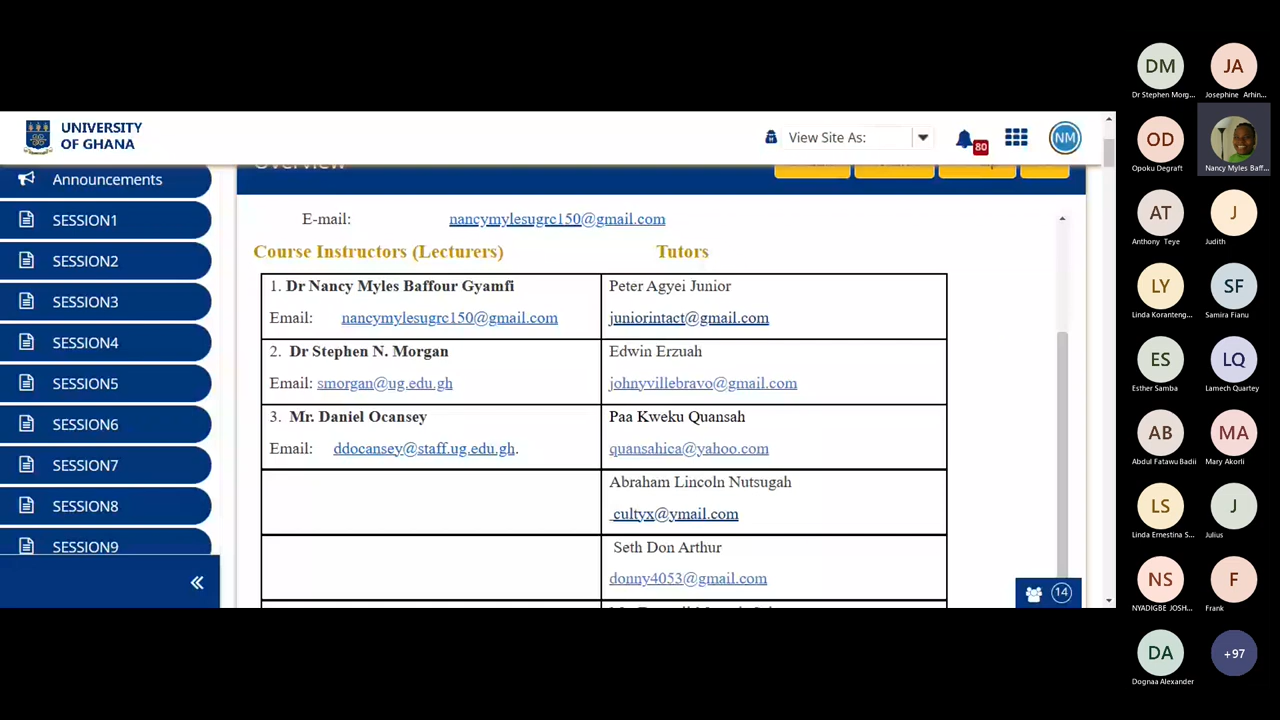 UNIVERSITY
OF GHANA
View Site As:
80
NM
Overview
Announcements
SESSION1
SESSION2
SESSION3
SESSION4
SESSION5
SESSION6
SESSION7
SESSION8
SESSION9
E-mail: nancymylesugrc150@gmail.com
Course Instructors (Lecturers) Tutors
1. Dr Nancy Myles Baffour Gyamfi Peter Agyei Junior
Email: nancymylesugrc150@gmail.com juniorintact@gmail.com
2. Dr Stephen N. Morgan Edwin Erzuah
Email: smorgan@ug.edu.gh johnyvillebravo@gmail.com
3. Mr. Daniel Ocansey Paa Kweku Quansah
Email: ddocansey@staff.ug.edu.gh. quansahica@yahoo.com
Abraham Lincoln Nutsugah
cultyx@ymail.com
Seth Don Arthur
donny4053@gmail.com
14
DM JA
Dr Stephen Morg... Josephine Arhin...
OD
Opoku Degraft Nancy Myles Baff...
AT J
Anthony Teye Judith
LY SF
Linda Koranteng... Samira Fianu
ES LQ
Esther Samba Lamech Quartey
AB MA
Abdul Fatawu Badii Mary Akorli
LS J
Linda Ernestina S... Julius
NS F
NYADIGBE JOSH... Frank
DA +97
Dognaa Alexander